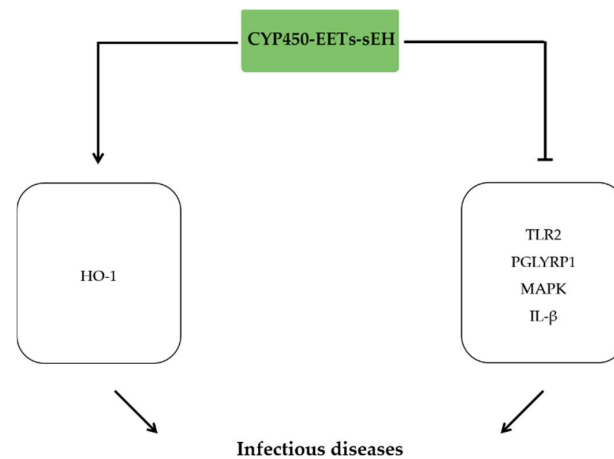 CYP450-EETs-sEH
HO-1
TLR2
PGLYRP1
MAPK
IL-β
Infectious diseases